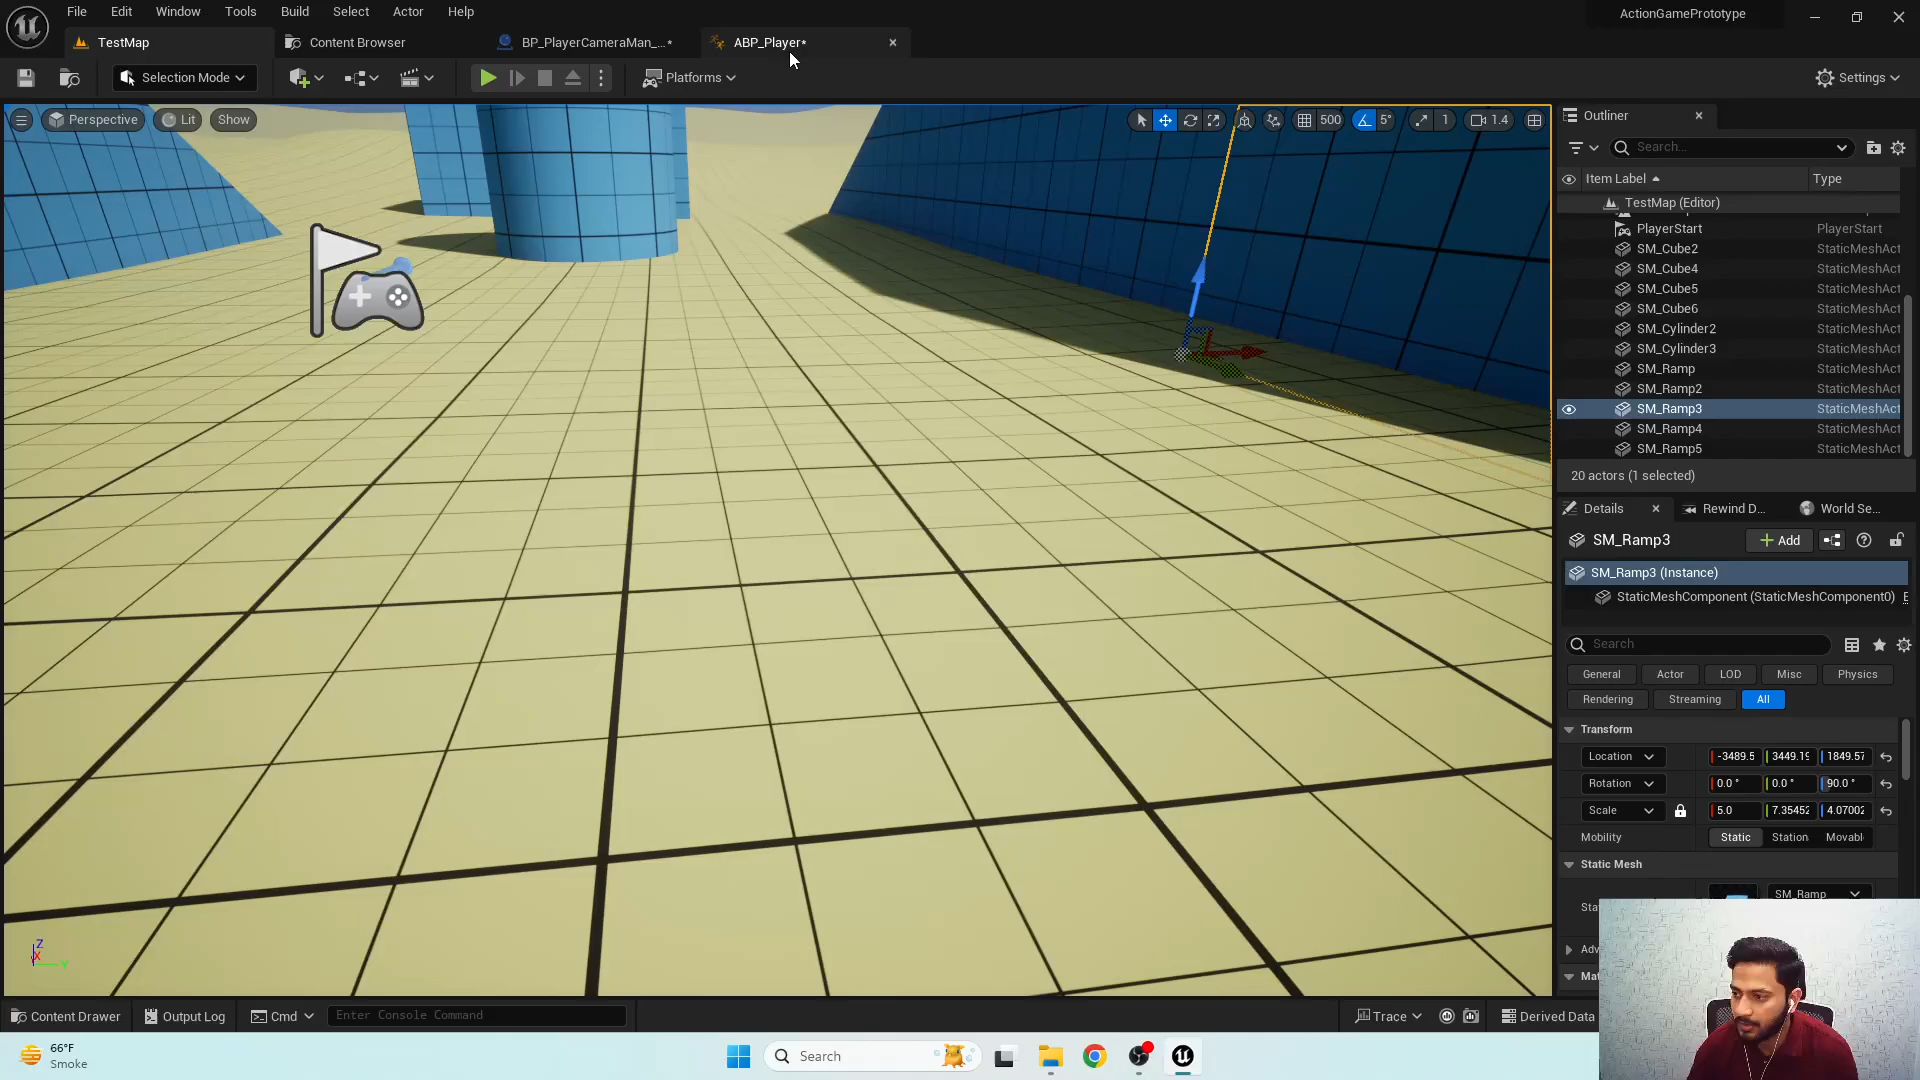 File Edit Window Tools Build Select Actor Help
ActionGamePrototype
TestMap
Content Browser
BP_PlayerCameraMan_...*
ABP_Player*
Selection Mode
Platforms
Settings
Perspective
Lit
Show
500
5°
1
1.4
Outliner
Search...
Item Label
Type
TestMap (Editor)
PlayerStart PlayerStart
SM_Cube2 StaticMeshAct
SM_Cube4 StaticMeshAct
SM_Cube5 StaticMeshAct
SM_Cube6 StaticMeshAct
SM_Cylinder2 StaticMeshAct
SM_Cylinder3 StaticMeshAct
SM_Ramp StaticMeshAct
SM_Ramp2 StaticMeshAct
SM_Ramp3 StaticMeshAct
SM_Ramp4 StaticMeshAct
SM_Ramp5 StaticMeshAct
20 actors (1 selected)
Details
Rewind D...
World Se...
SM_Ramp3
Add
SM_Ramp3 (Instance)
StaticMeshComponent (StaticMeshComponent0)
Search
General Actor LOD Misc Physics
Rendering Streaming All
Transform
Location -3489.5 3449.19 1849.57
Rotation 0.0 ° 0.0 ° 90.0 °
Scale 5.0 7.35452 4.07002
Mobility Static Station Movabl
Static Mesh
SM_Ramp
Sta
Adv
Mat
Z
X
Y
Content Drawer
Output Log
Cmd
Enter Console Command
Trace
Derived Data
66°F
Smoke
Search